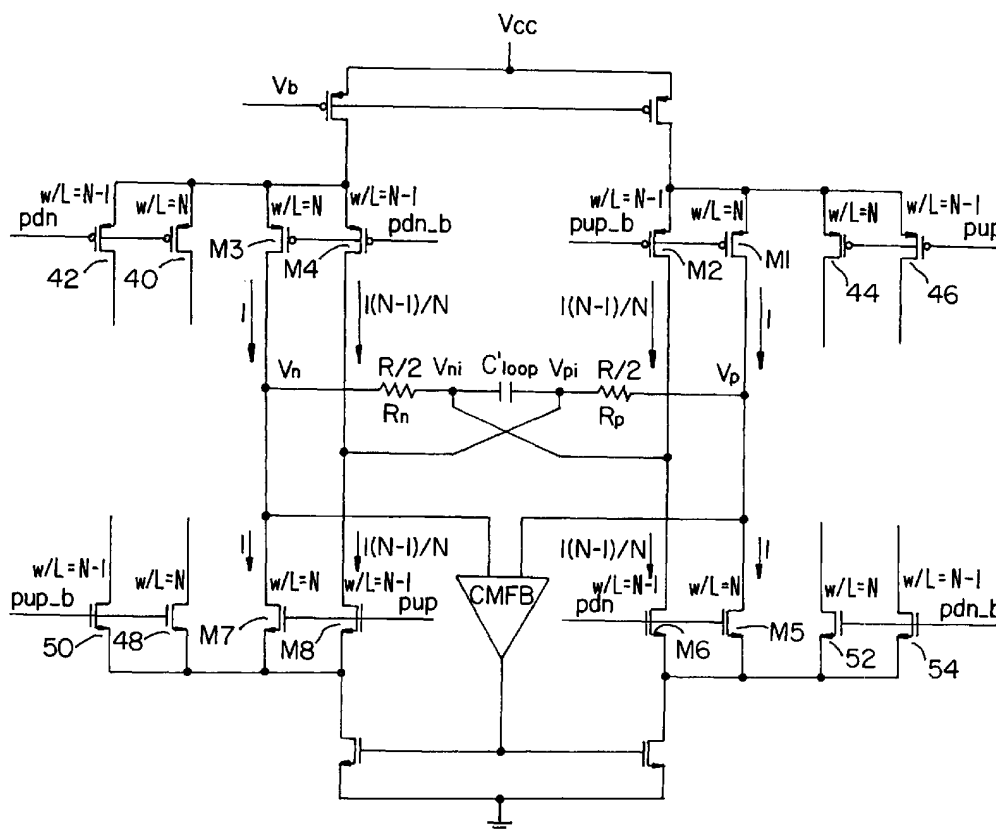 Vcc
Vb
w/L=N-1
w/L=N
w/L=N
w/L=N-1
w/L=N-1
w/L=N
w/L=N
w/L=N-1
pdn
pdn_b
pup_b
pup
M3
M4
M2
M1
42
40
44
46
I
I(N-1)/N
I(N-1)/N
I
Vn
R/2
Vni
C'loop
Vpi
R/2
Vp
Rn
Rp
I
I(N-1)/N
I(N-1)/N
I
w/L=N-1
w/L=N
w/L=N
w/L=N-1
CMFB
w/L=N-1
w/L=N
w/L=N
w/L=N-1
pup_b
pup
pdn
pdn_b
50
48
M7
M8
M6
M5
52
54